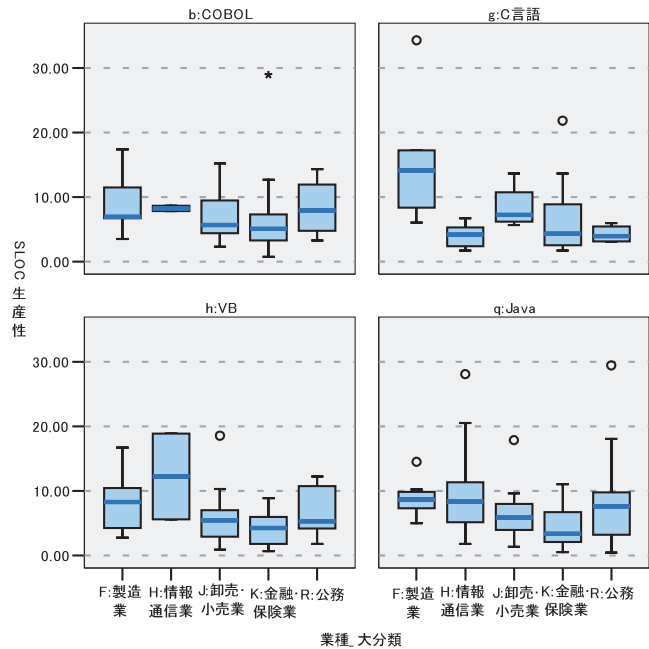 b:COBOL
g:C言語
30.00
20.00
10.00
0.00
SLOC生産性
h:VB
q:Java
30.00
20.00
10.00
0.00
F:製造
業
H:情報
通信業
J:卸売・
小売業
K:金融・
保険業
R:公務
F:製造
業
H:情報
通信業
J:卸売・
小売業
K:金融・
保険業
R:公務
業種_大分類